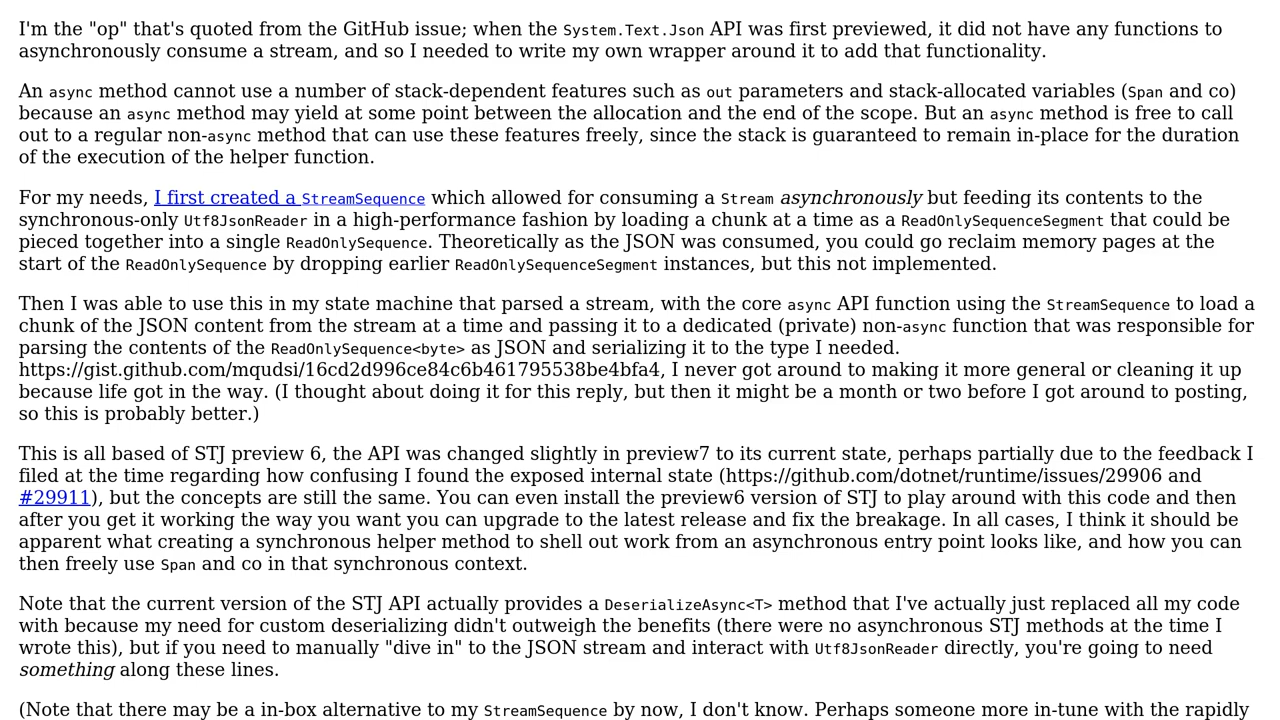 I'm the "op" that's quoted from the GitHub issue; when the System.Text.Json API was first previewed, it did not have any functions to
asynchronously consume a stream, and so I needed to write my own wrapper around it to add that functionality.
An async method cannot use a number of stack-dependent features such as out parameters and stack-allocated variables (Span and co)
because an async method may yield at some point between the allocation and the end of the scope. But an async method is free to call
out to a regular non-async method that can use these features freely, since the stack is guaranteed to remain in-place for the duration
of the execution of the helper function.
For my needs, I first created a StreamSequence which allowed for consuming a Stream asynchronously but feeding its contents to the
synchronous-only Utf8JsonReader in a high-performance fashion by loading a chunk at a time as a ReadOnlySequenceSegment that could be
pieced together into a single ReadOnlySequence. Theoretically as the JSON was consumed, you could go reclaim memory pages at the
start of the ReadOnlySequence by dropping earlier ReadOnlySequenceSegment instances, but this not implemented.
Then I was able to use this in my state machine that parsed a stream, with the core async API function using the StreamSequence to load a
chunk of the JSON content from the stream at a time and passing it to a dedicated (private) non-async function that was responsible for
parsing the contents of the ReadOnlySequence<byte> as JSON and serializing it to the type I needed.
https://gist.github.com/mqudsi/16cd2d996ce84c6b461795538be4bfa4, I never got around to making it more general or cleaning it up
because life got in the way. (I thought about doing it for this reply, but then it might be a month or two before I got around to posting,
so this is probably better.)
This is all based of STJ preview 6, the API was changed slightly in preview7 to its current state, perhaps partially due to the feedback I
filed at the time regarding how confusing I found the exposed internal state (https://github.com/dotnet/runtime/issues/29906 and
#29911), but the concepts are still the same. You can even install the preview6 version of STJ to play around with this code and then
after you get it working the way you want you can upgrade to the latest release and fix the breakage. In all cases, I think it should be
apparent what creating a synchronous helper method to shell out work from an asynchronous entry point looks like, and how you can
then freely use Span and co in that synchronous context.
Note that the current version of the STJ API actually provides a DeserializeAsync<T> method that I've actually just replaced all my code
with because my need for custom deserializing didn't outweigh the benefits (there were no asynchronous STJ methods at the time I
wrote this), but if you need to manually "dive in" to the JSON stream and interact with Utf8JsonReader directly, you're going to need
something along these lines.
(Note that there may be a in-box alternative to my StreamSequence by now, I don't know. Perhaps someone more in-tune with the rapidly